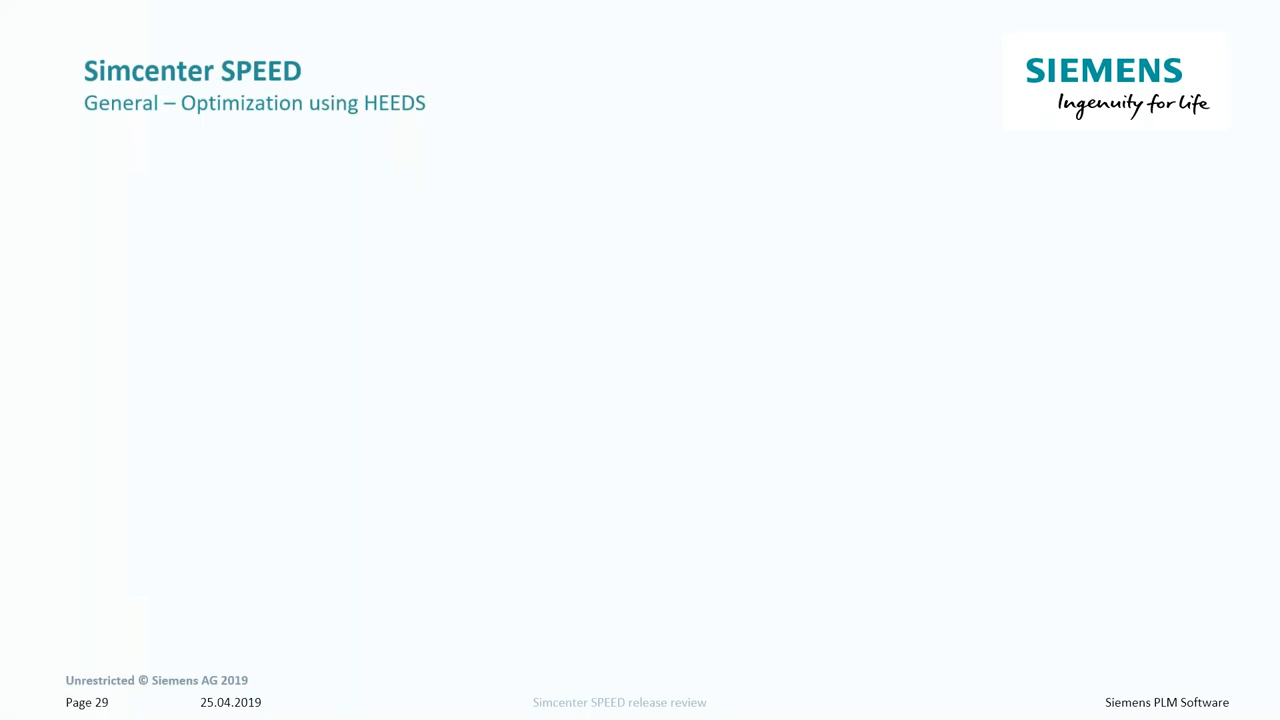 Simcenter SPEED
General – Optimization using HEEDS
SIEMENS
Ingenuity for life
Unrestricted © Siemens AG 2019
Page 29
25.04.2019
Simcenter SPEED release review
Siemens PLM Software